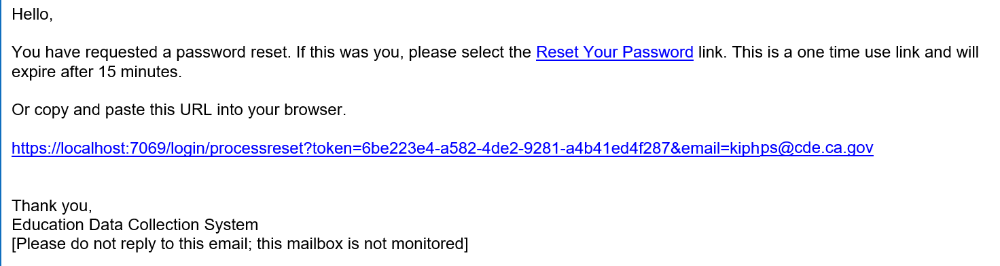 Hello,
You have requested a password reset. If this was you, please select the Reset Your Password link. This is a one time use link and will
expire after 15 minutes.
Or copy and paste this URL into your browser.
https://localhost:7069/login/processreset?token=6be223e4-a582-4de2-9281-a4b41ed4f287&email=kiphps@cde.ca.gov
Thank you,
Education Data Collection System
[Please do not reply to this email; this mailbox is not monitored]